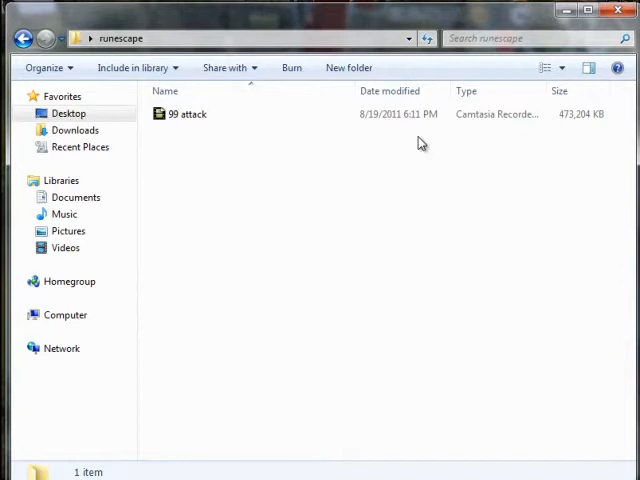 runescape
Search runescape
Organize Include in library Share with Burn New folder
Favorites
Desktop
Downloads
Recent Places
Libraries
Documents
Music
Pictures
Videos
Homegroup
Computer
Network
Name Date modified Type Size
99 attack 8/19/2011 6:11 PM Camtasia Recorde... 473,204 KB
1 item